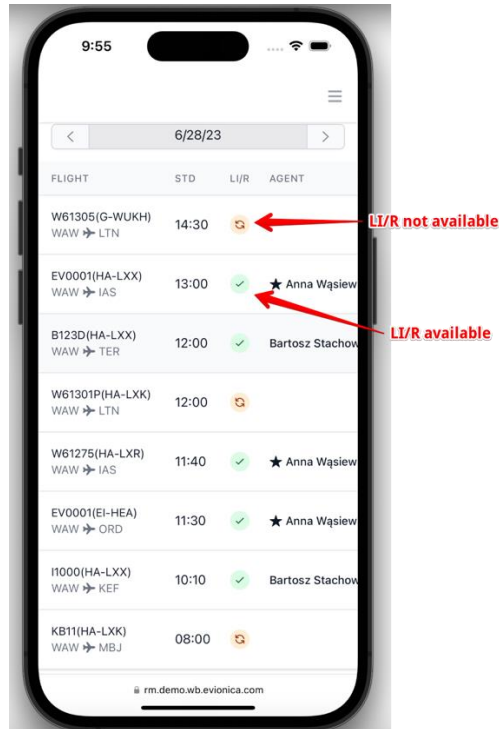 9:55
6/28/23
FLIGHT STD LI/R AGENT
W61305(G-WUKH)
WAW LTN
14:30
LI/R not available
EV0001(HA-LXX)
WAW IAS
13:00 ★ Anna Wąsiew
LI/R available
B123D(HA-LXX)
WAW TER
12:00 Bartosz Stachow
W61301P(HA-LXK)
WAW LTN
12:00
W61275(HA-LXR)
WAW IAS
11:40 ★ Anna Wąsiew
EV0001(EI-HEA)
WAW ORD
11:30 ★ Anna Wąsiew
I1000(HA-LXX)
WAW KEF
10:10 Bartosz Stachow
KB11(HA-LXK)
WAW MBJ
08:00
rm.demo.wb.evionica.com